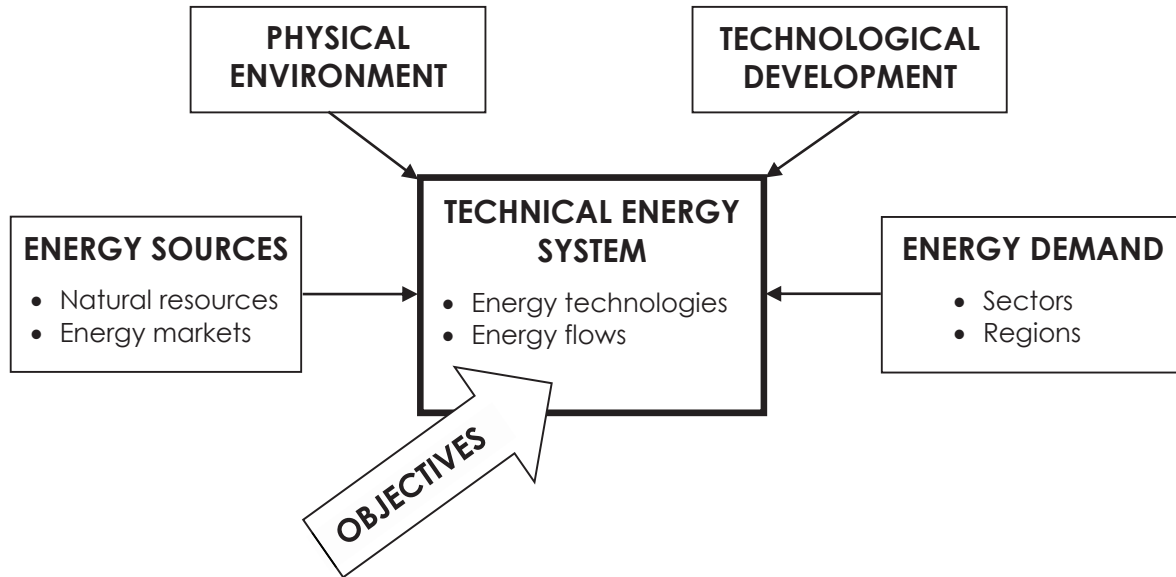 PHYSICAL
ENVIRONMENT
TECHNOLOGICAL
DEVELOPMENT
ENERGY SOURCES
• Natural resources
• Energy markets
TECHNICAL ENERGY
SYSTEM
• Energy technologies
• Energy flows
ENERGY DEMAND
• Sectors
• Regions
OBJECTIVES